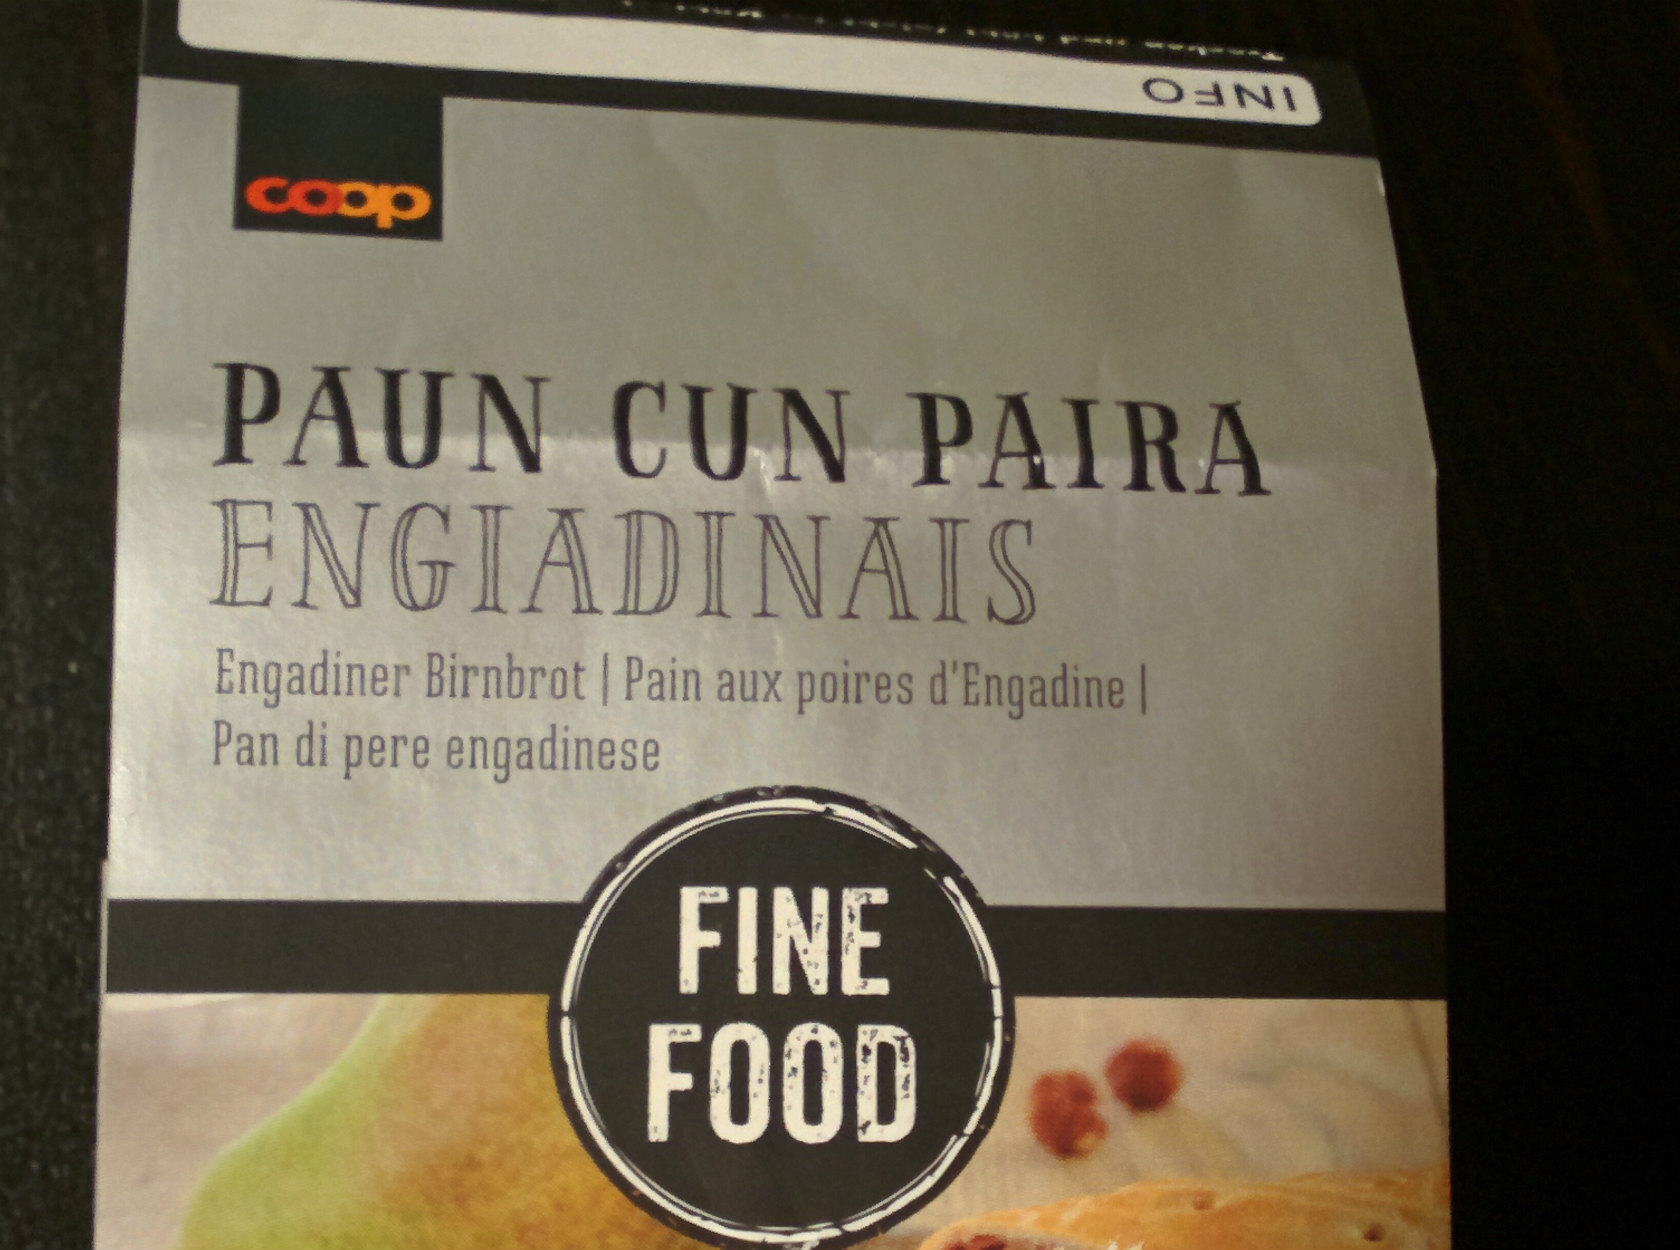 INFO
coop
PAUN CUN PAIRA
ENGIADINAIS
Engadiner Birnbrot | Pain aux poires d'Engadine |
Pan di pere engadinese
FINE
FOOD